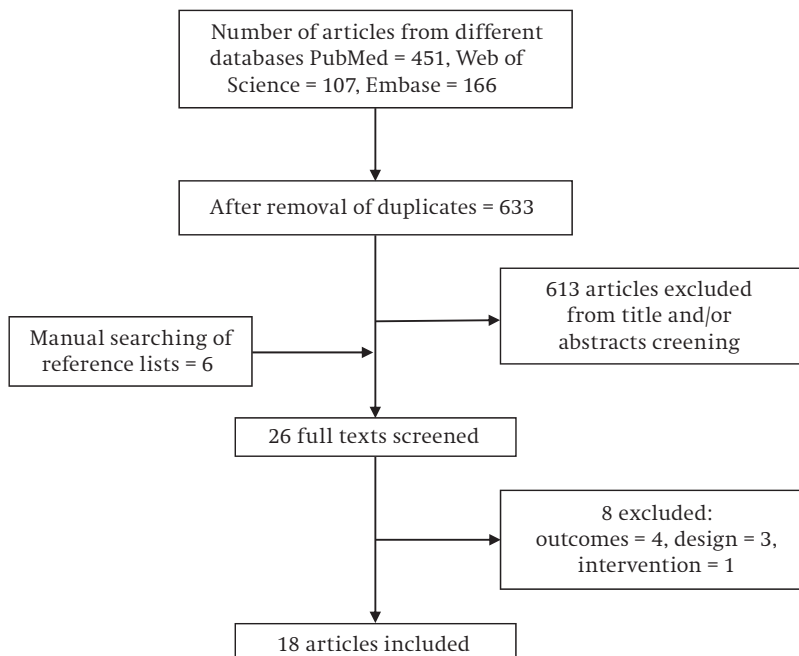 Number of articles from different
databases PubMed = 451, Web of
Science = 107, Embase = 166
After removal of duplicates = 633
613 articles excluded
from title and/or
abstracts creening
Manual searching of
reference lists = 6
26 full texts screened
8 excluded:
outcomes = 4, design = 3,
intervention = 1
18 articles included